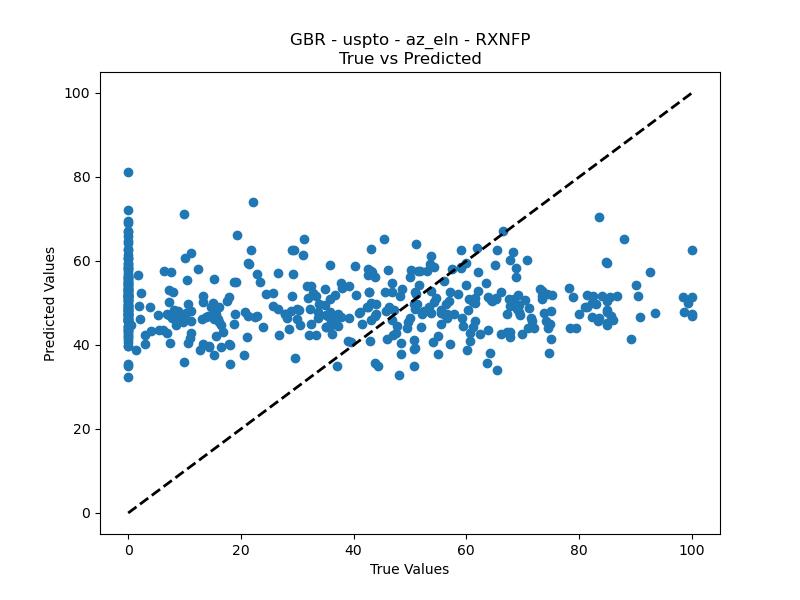 GBR - uspto - az_eln - RXNFP
True vs Predicted
100
80
60
40
20
0
Predicted Values
0 20 40 60 80 100
True Values